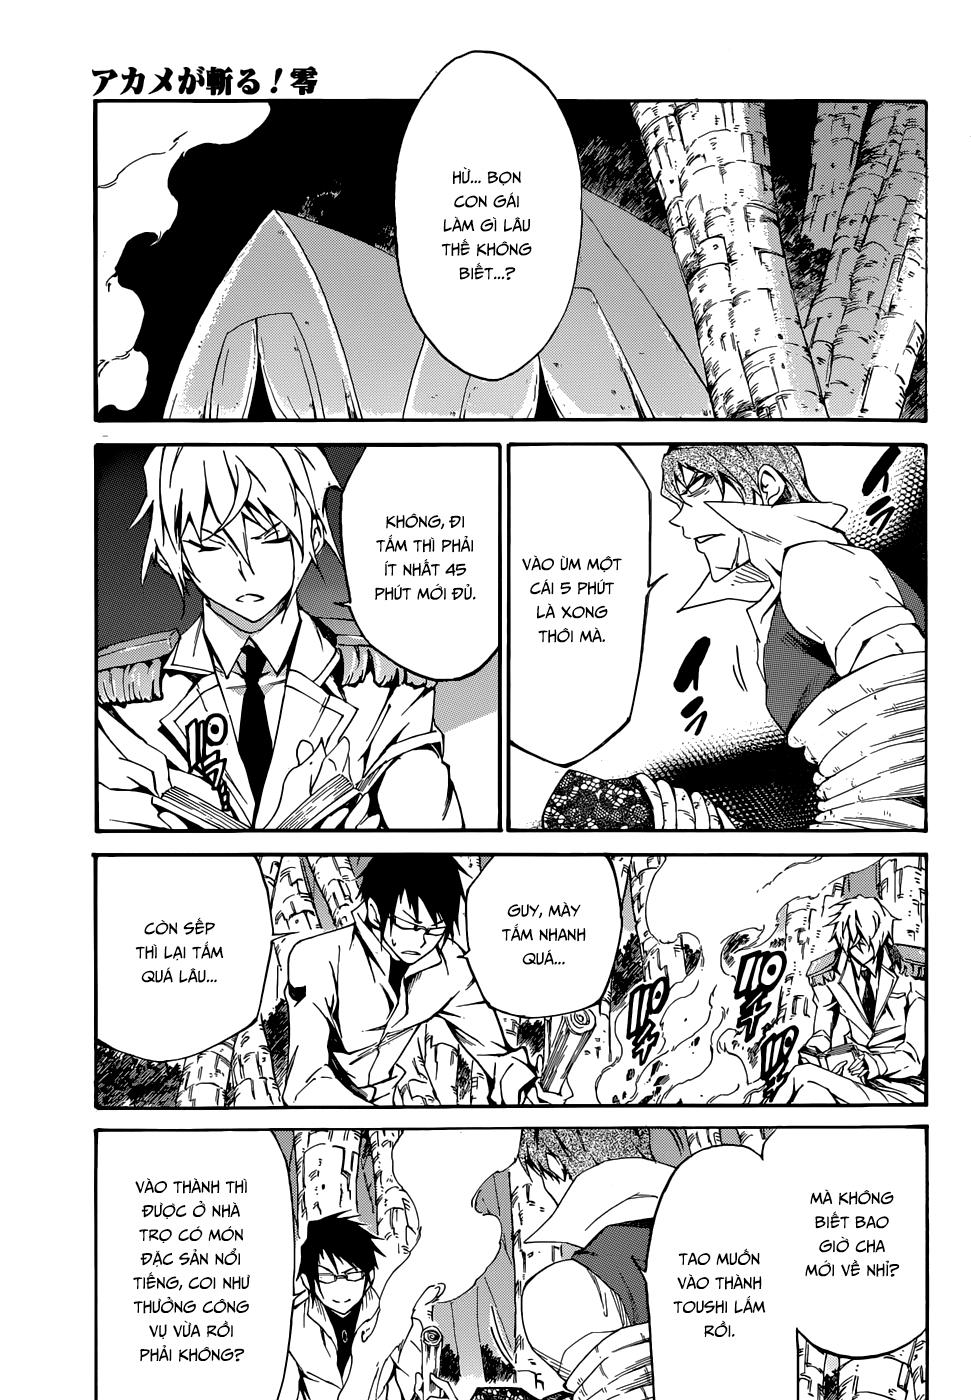 アカメが斬る！零
HỪ... BỌN
CON GÁI
LÀM GÌ LÂU
THẾ KHÔNG
BIẾT...?
VÀO ÙM MỘT
CÁI 5 PHÚT
LÀ XONG
THÔI MÀ.
KHÔNG, ĐI
TẮM THÌ PHẢI
ÍT NHẤT 45
PHÚT MỚI ĐỦ.
GUY, MÀY
TẮM NHANH
QUÁ...
CÒN SẾP
THÌ LẠI TẮM
QUÁ LÂU...
MÀ KHÔNG
BIẾT BAO
GIỜ CHA
MỚI VỀ NHỈ?
TAO MUỐN
VÀO THÀNH
TOUSHI LẮM
RỒI.
VÀO THÀNH THÌ
ĐƯỢC Ở NHÀ
TRỌ CÓ MÓN
ĐẶC SẢN NỔI
TIẾNG, COI NHƯ
THƯỞNG CÔNG
VỤ VỪA RỒI
PHẢI KHÔNG?